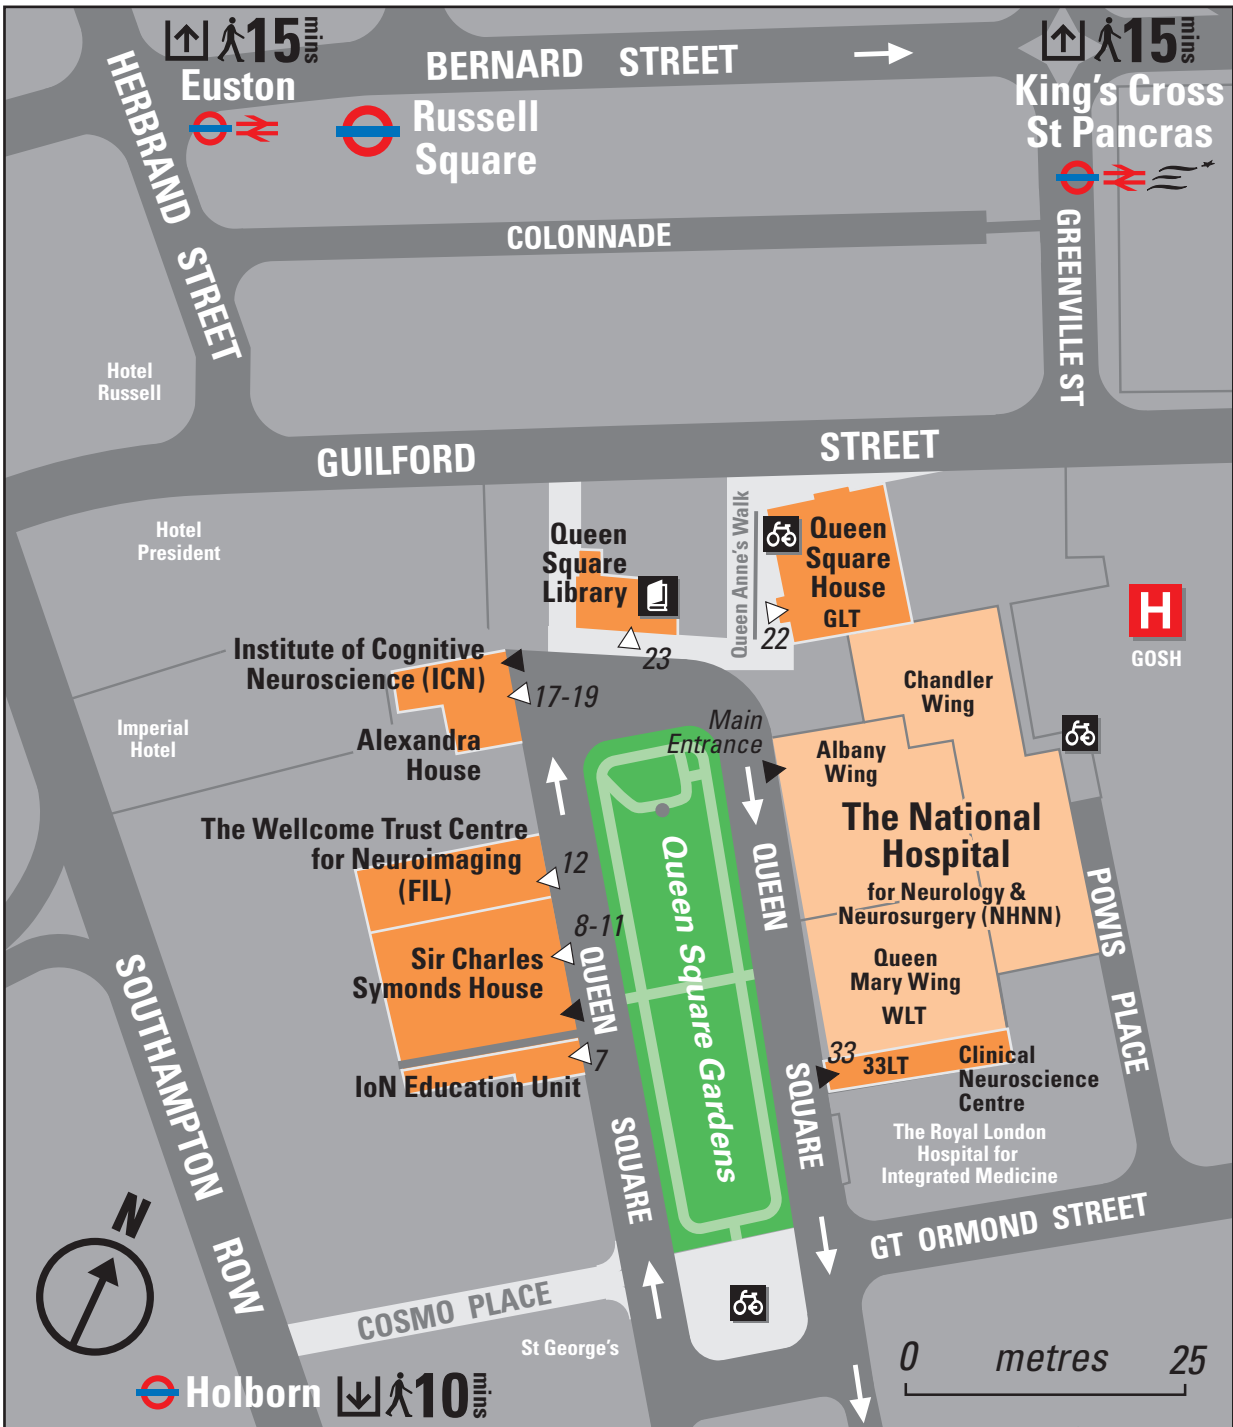 15 mins
Euston
HERBRAND STREET
BERNARD STREET
Russell
Square
15 mins
King's Cross
St Pancras
COLONNADE
GREENVILLE ST
Hotel
Russell
GUILFORD STREET
Hotel
President
Queen
Square
Library
23
Queen Anne's Walk
Queen
Square
House
GLT
22
H
GOSH
Institute of Cognitive
Neuroscience (ICN)
17-19
Alexandra
House
Imperial
Hotel
Main
Entrance
Chandler
Wing
Albany
Wing
The National
Hospital
for Neurology &
Neurosurgery (NHNN)
Queen
Mary Wing
WLT
The Wellcome Trust Centre
for Neuroimaging
(FIL)
12
8-11
Sir Charles
Symonds House
7
IoN Education Unit
QUEEN SQUARE
Queen Square Gardens
QUEEN SQUARE
33
33LT
Clinical
Neuroscience
Centre
The Royal London
Hospital for
Integrated Medicine
POWIS PLACE
GT ORMOND STREET
SOUTHAMPTON ROW
N
COSMO PLACE
St George's
Holborn
10 mins
0 metres 25